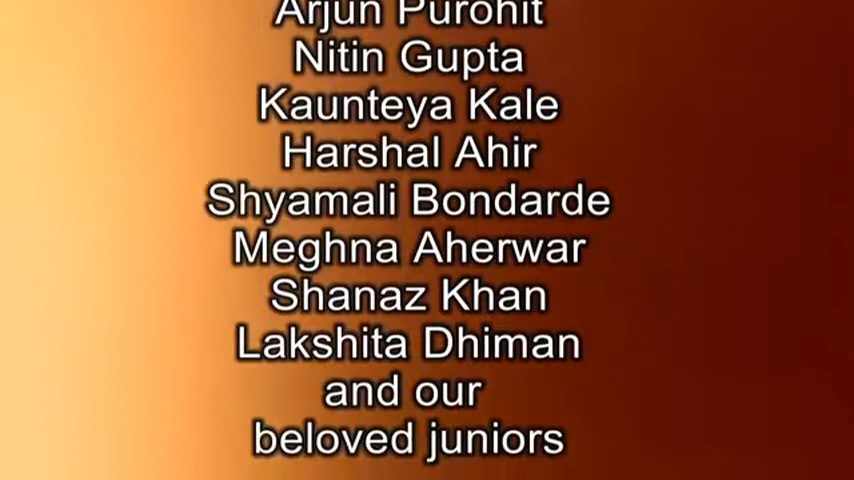 Arjun Purohit
Nitin Gupta
Kaunteya Kale
Harshal Ahir
Shyamali Bondarde
Meghna Aherwar
Shanaz Khan
Lakshita Dhiman
and our
beloved juniors